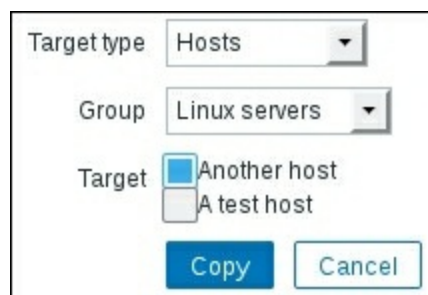 Target type Hosts
Group Linux servers
Target Another host
A test host
Copy Cancel